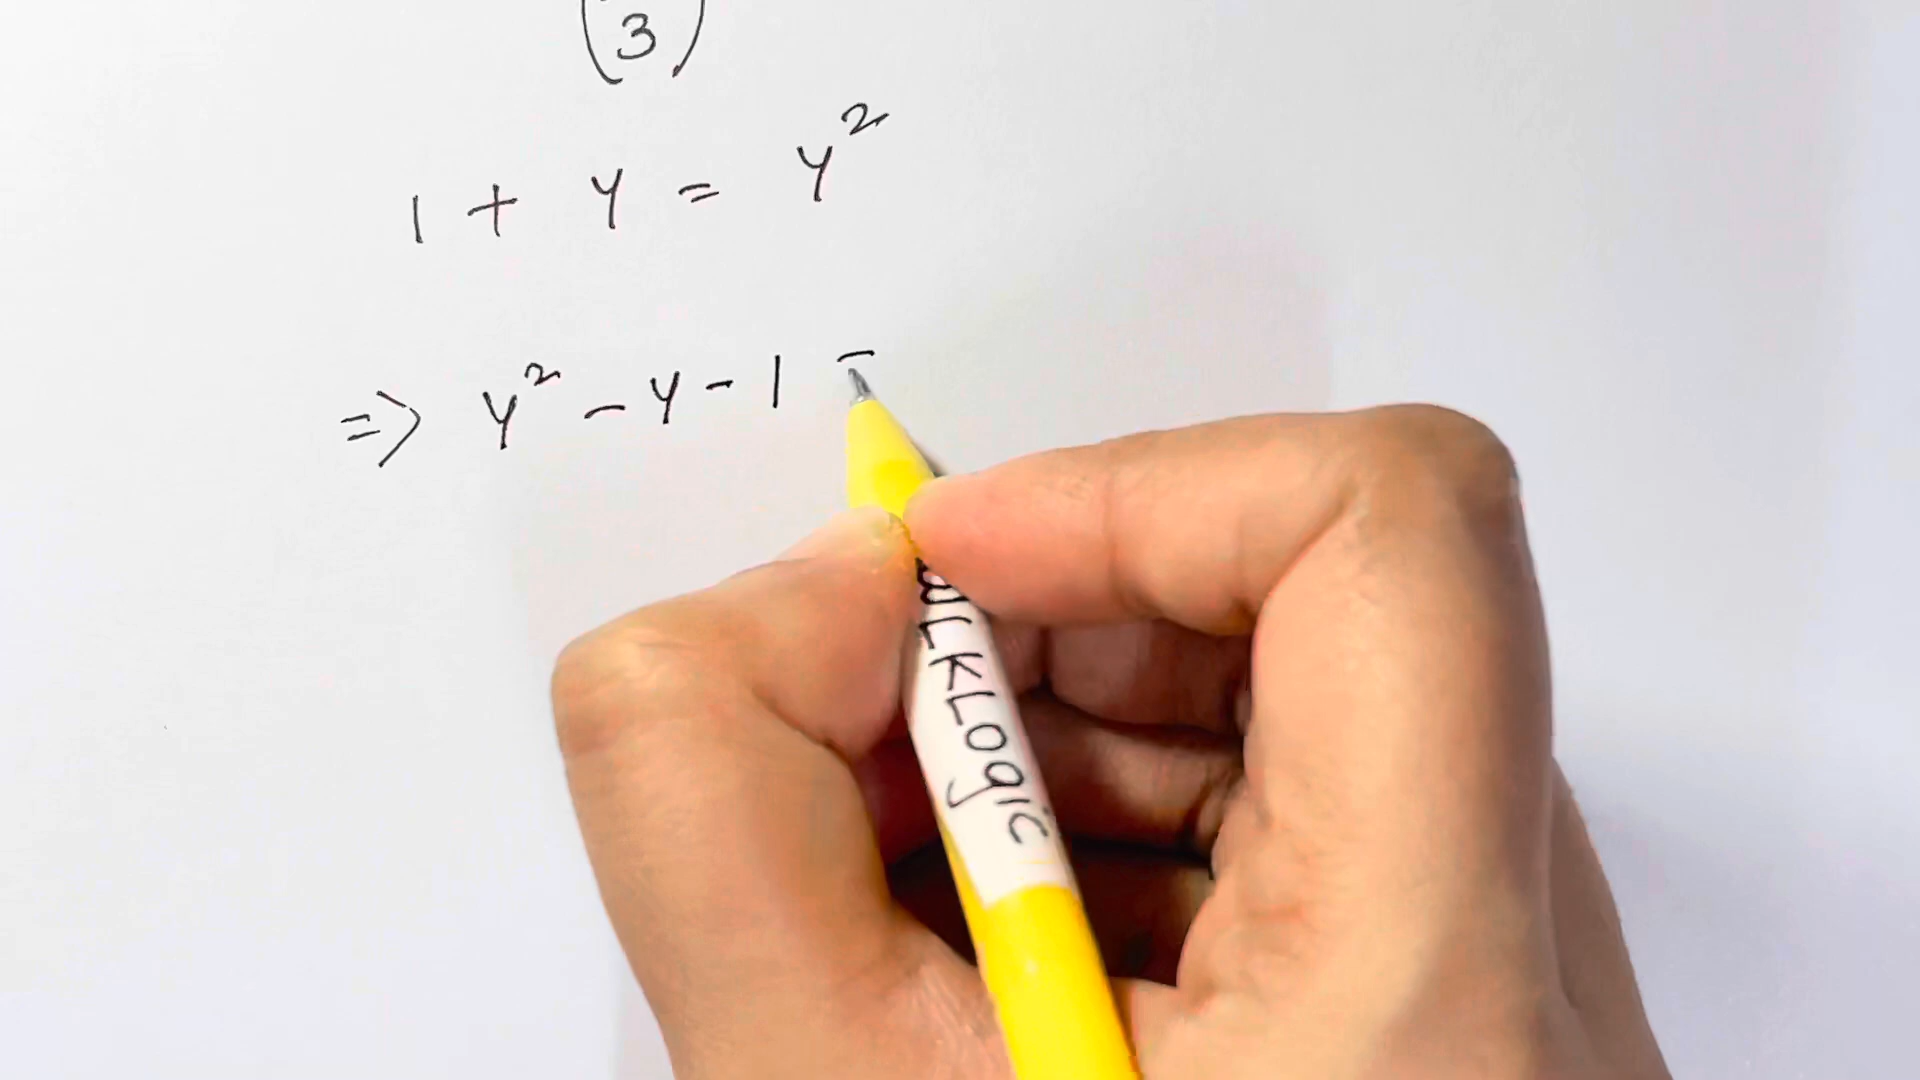 (3)
1 + y = y²
=> y² - y - 1 =
KLogic